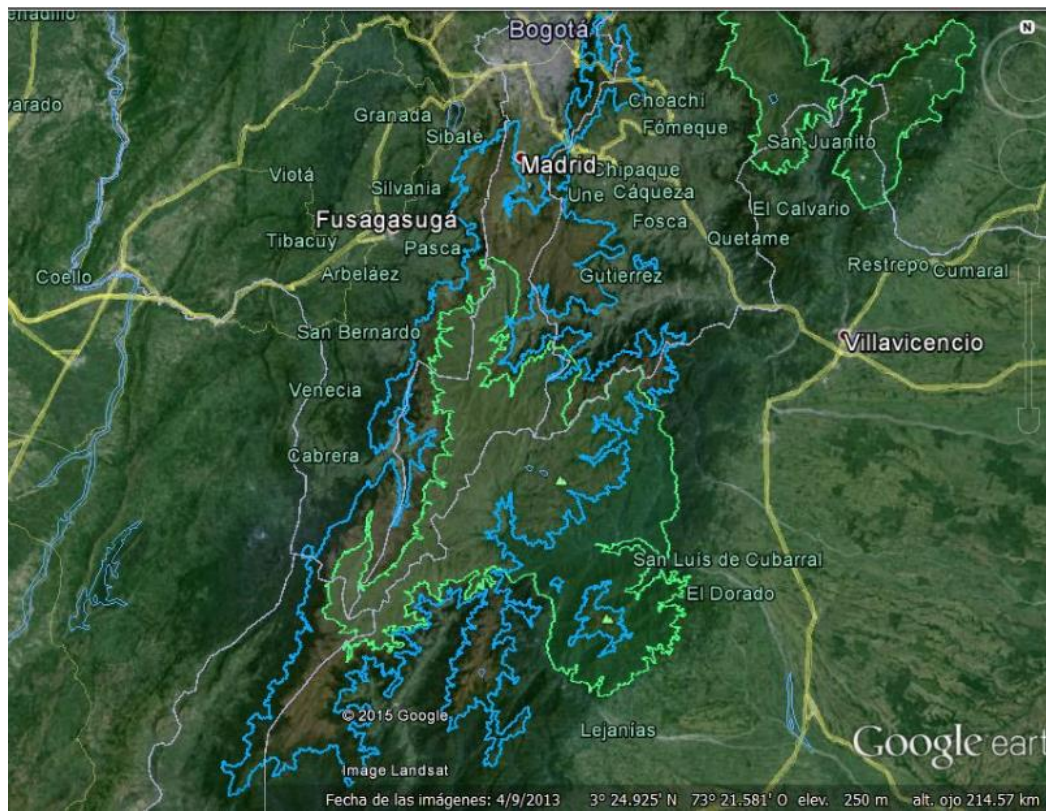 Bogotá
Choachí
Granada
Fómeque
Sibate
San Juanito
Madrid
Chipaque
Viotá
Silvania
Une
Cáqueza
El Calvario
Fusagasugá
Fosca
Tibacuy
Pasca
Quetame
Restrepo
Cumaral
Coello
Arbeláez
Gutierrez
San Bernardo
Villavicencio
Venecia
Cabrera
San Luis de Cubarral
El Dorado
© 2015 Google
Lejanías
Google eart
Image Landsat
Fecha de las imágenes: 4/9/2013 3° 24.925' N 73° 21.581' O elev. 250 m alt. ojo 214.57 km
N